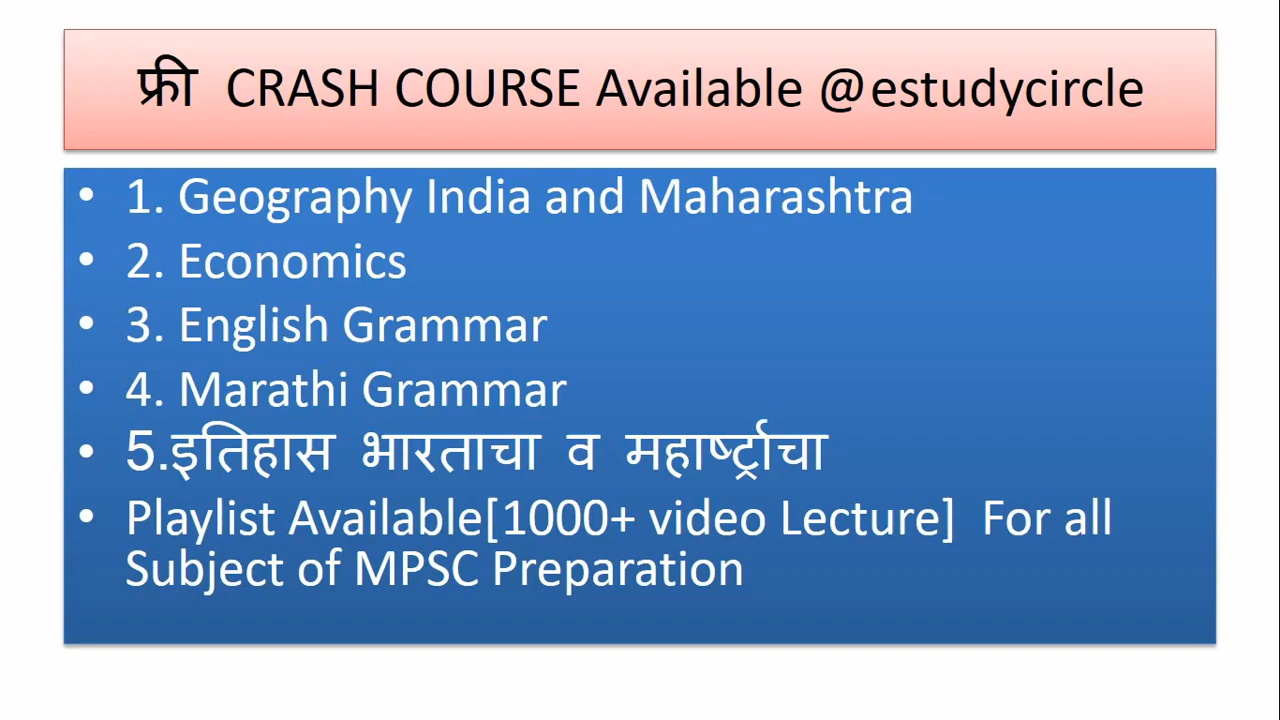 फ्री CRASH COURSE Available @estudycircle
• 1. Geography India and Maharashtra
• 2. Economics
• 3. English Grammar
• 4. Marathi Grammar
• 5.इतिहास भारताचा व महार्ष्ट्राचा
• Playlist Available[1000+ video Lecture] For all
Subject of MPSC Preparation